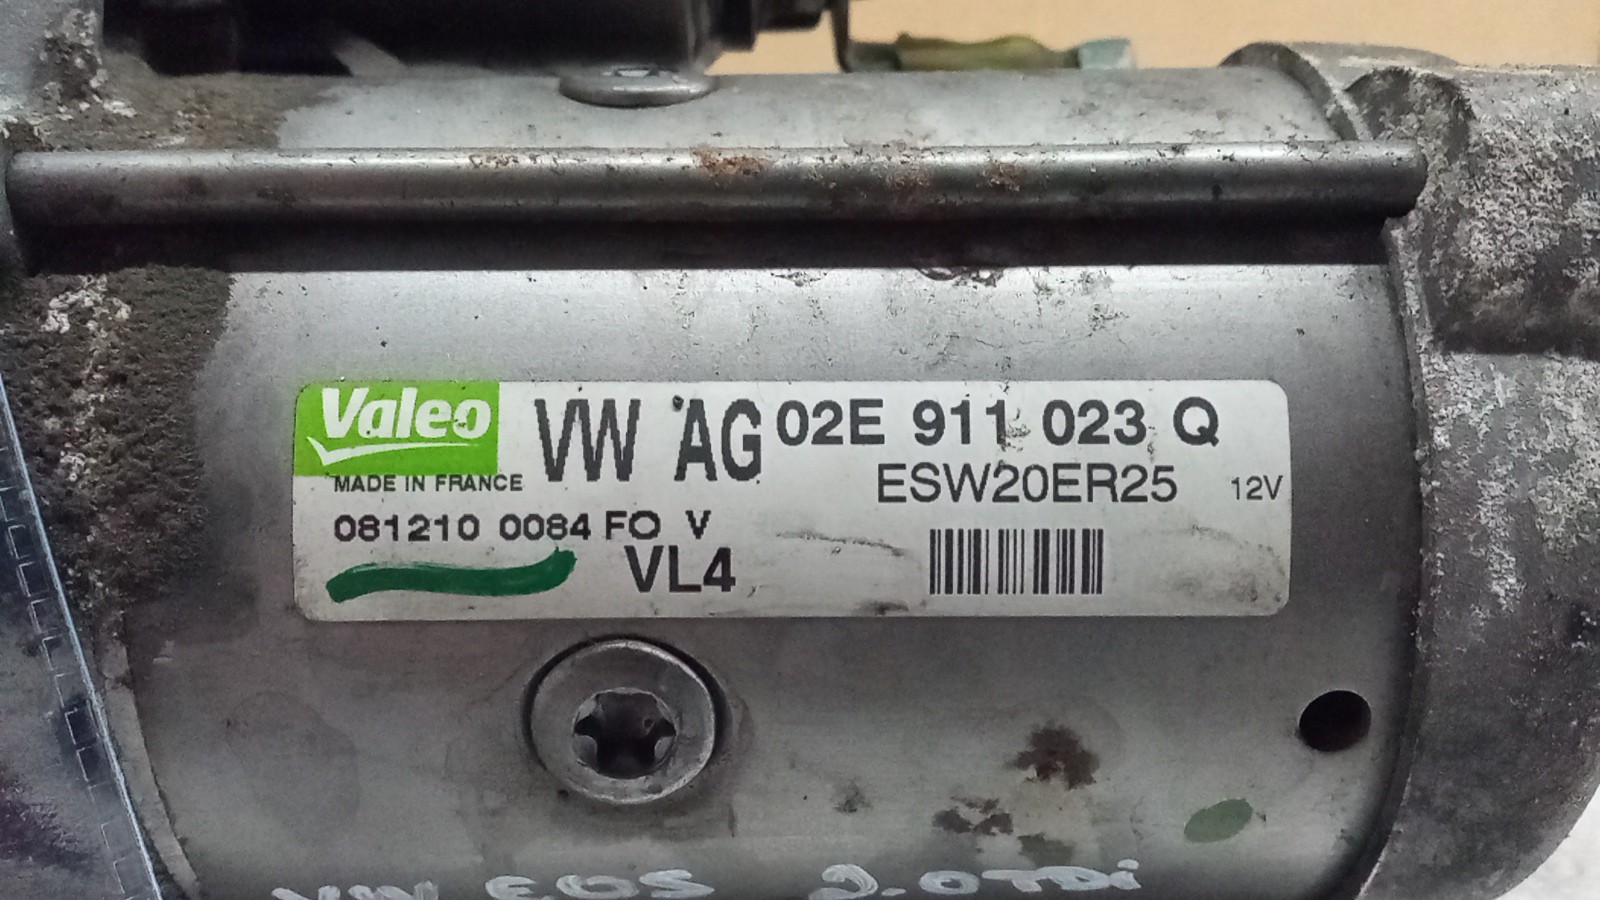 Valeo VW AG 02E 911 023 Q
MADE IN FRANCE ESW20ER25 12V
081210 0084 FO V
VL4
VW EOS 2.0TDi